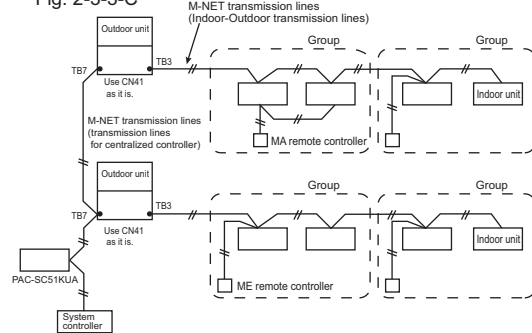 Fig. 2-5-3-C
M-NET transmission lines
(Indoor-Outdoor transmission lines)
Outdoor unit
TB7
TB3
Use CN41
as it is.
Group
Group
Indoor unit
MA remote controller
M-NET transmission lines
(transmission lines
for centralized controller)
Outdoor unit
TB7
TB3
Use CN41
as it is.
Group
Group
Indoor unit
ME remote controller
PAC-SC51KUA
System
controller